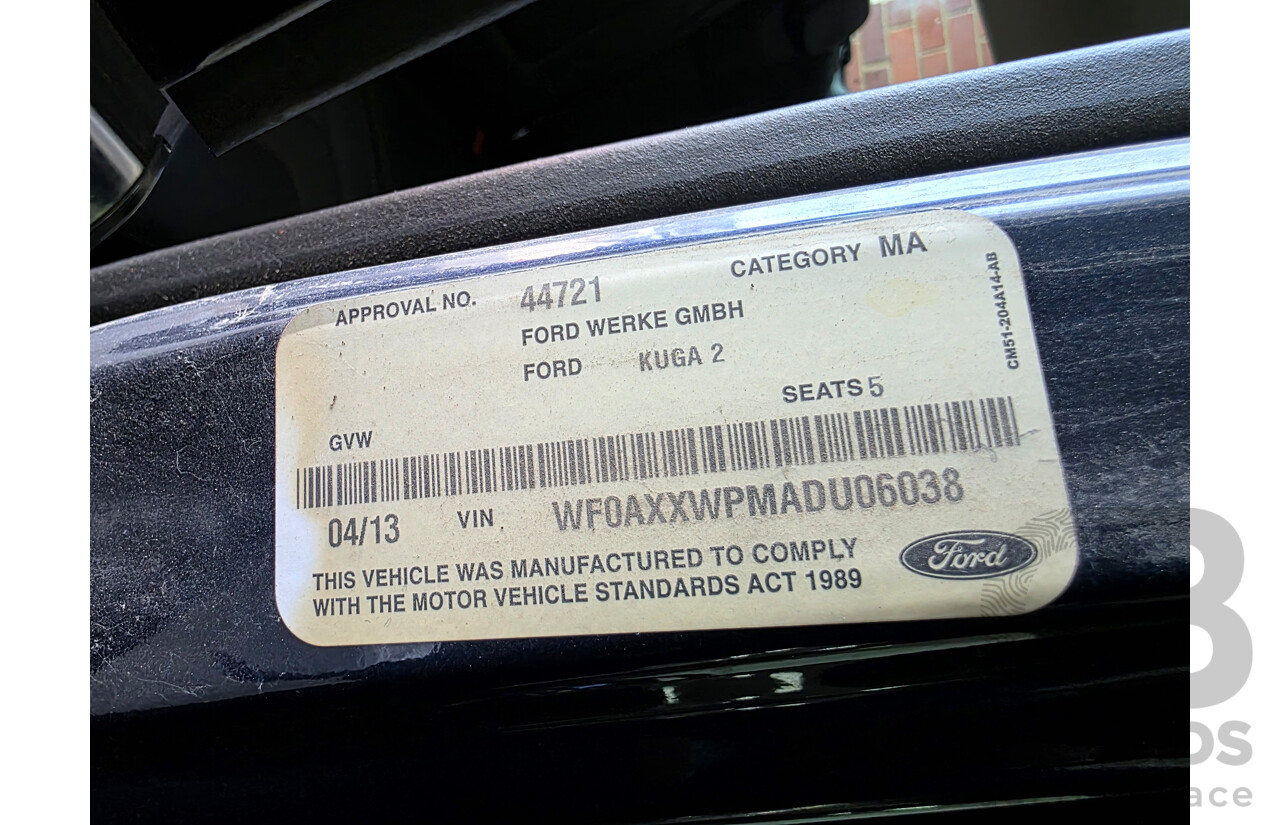 APPROVAL NO. 44721 CATEGORY MA
FORD WERKE GMBH
FORD KUGA 2
SEATS 5
GVW
04/13 VIN WF0AXXWPMADU06038
THIS VEHICLE WAS MANUFACTURED TO COMPLY
WITH THE MOTOR VEHICLE STANDARDS ACT 1989
Ford
CM51-204A14-AB